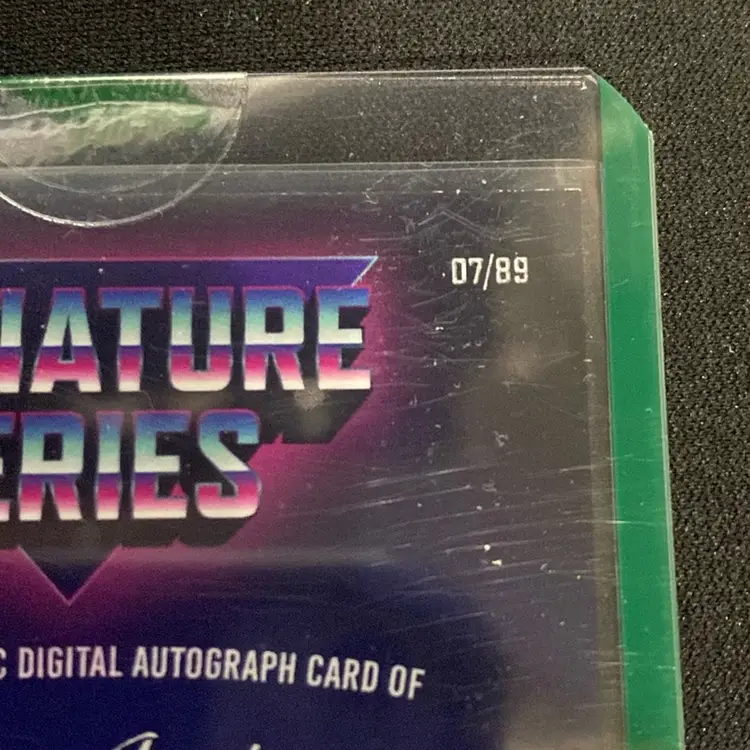 07/89
NATURE
ERIES
C DIGITAL AUTOGRAPH CARD OF